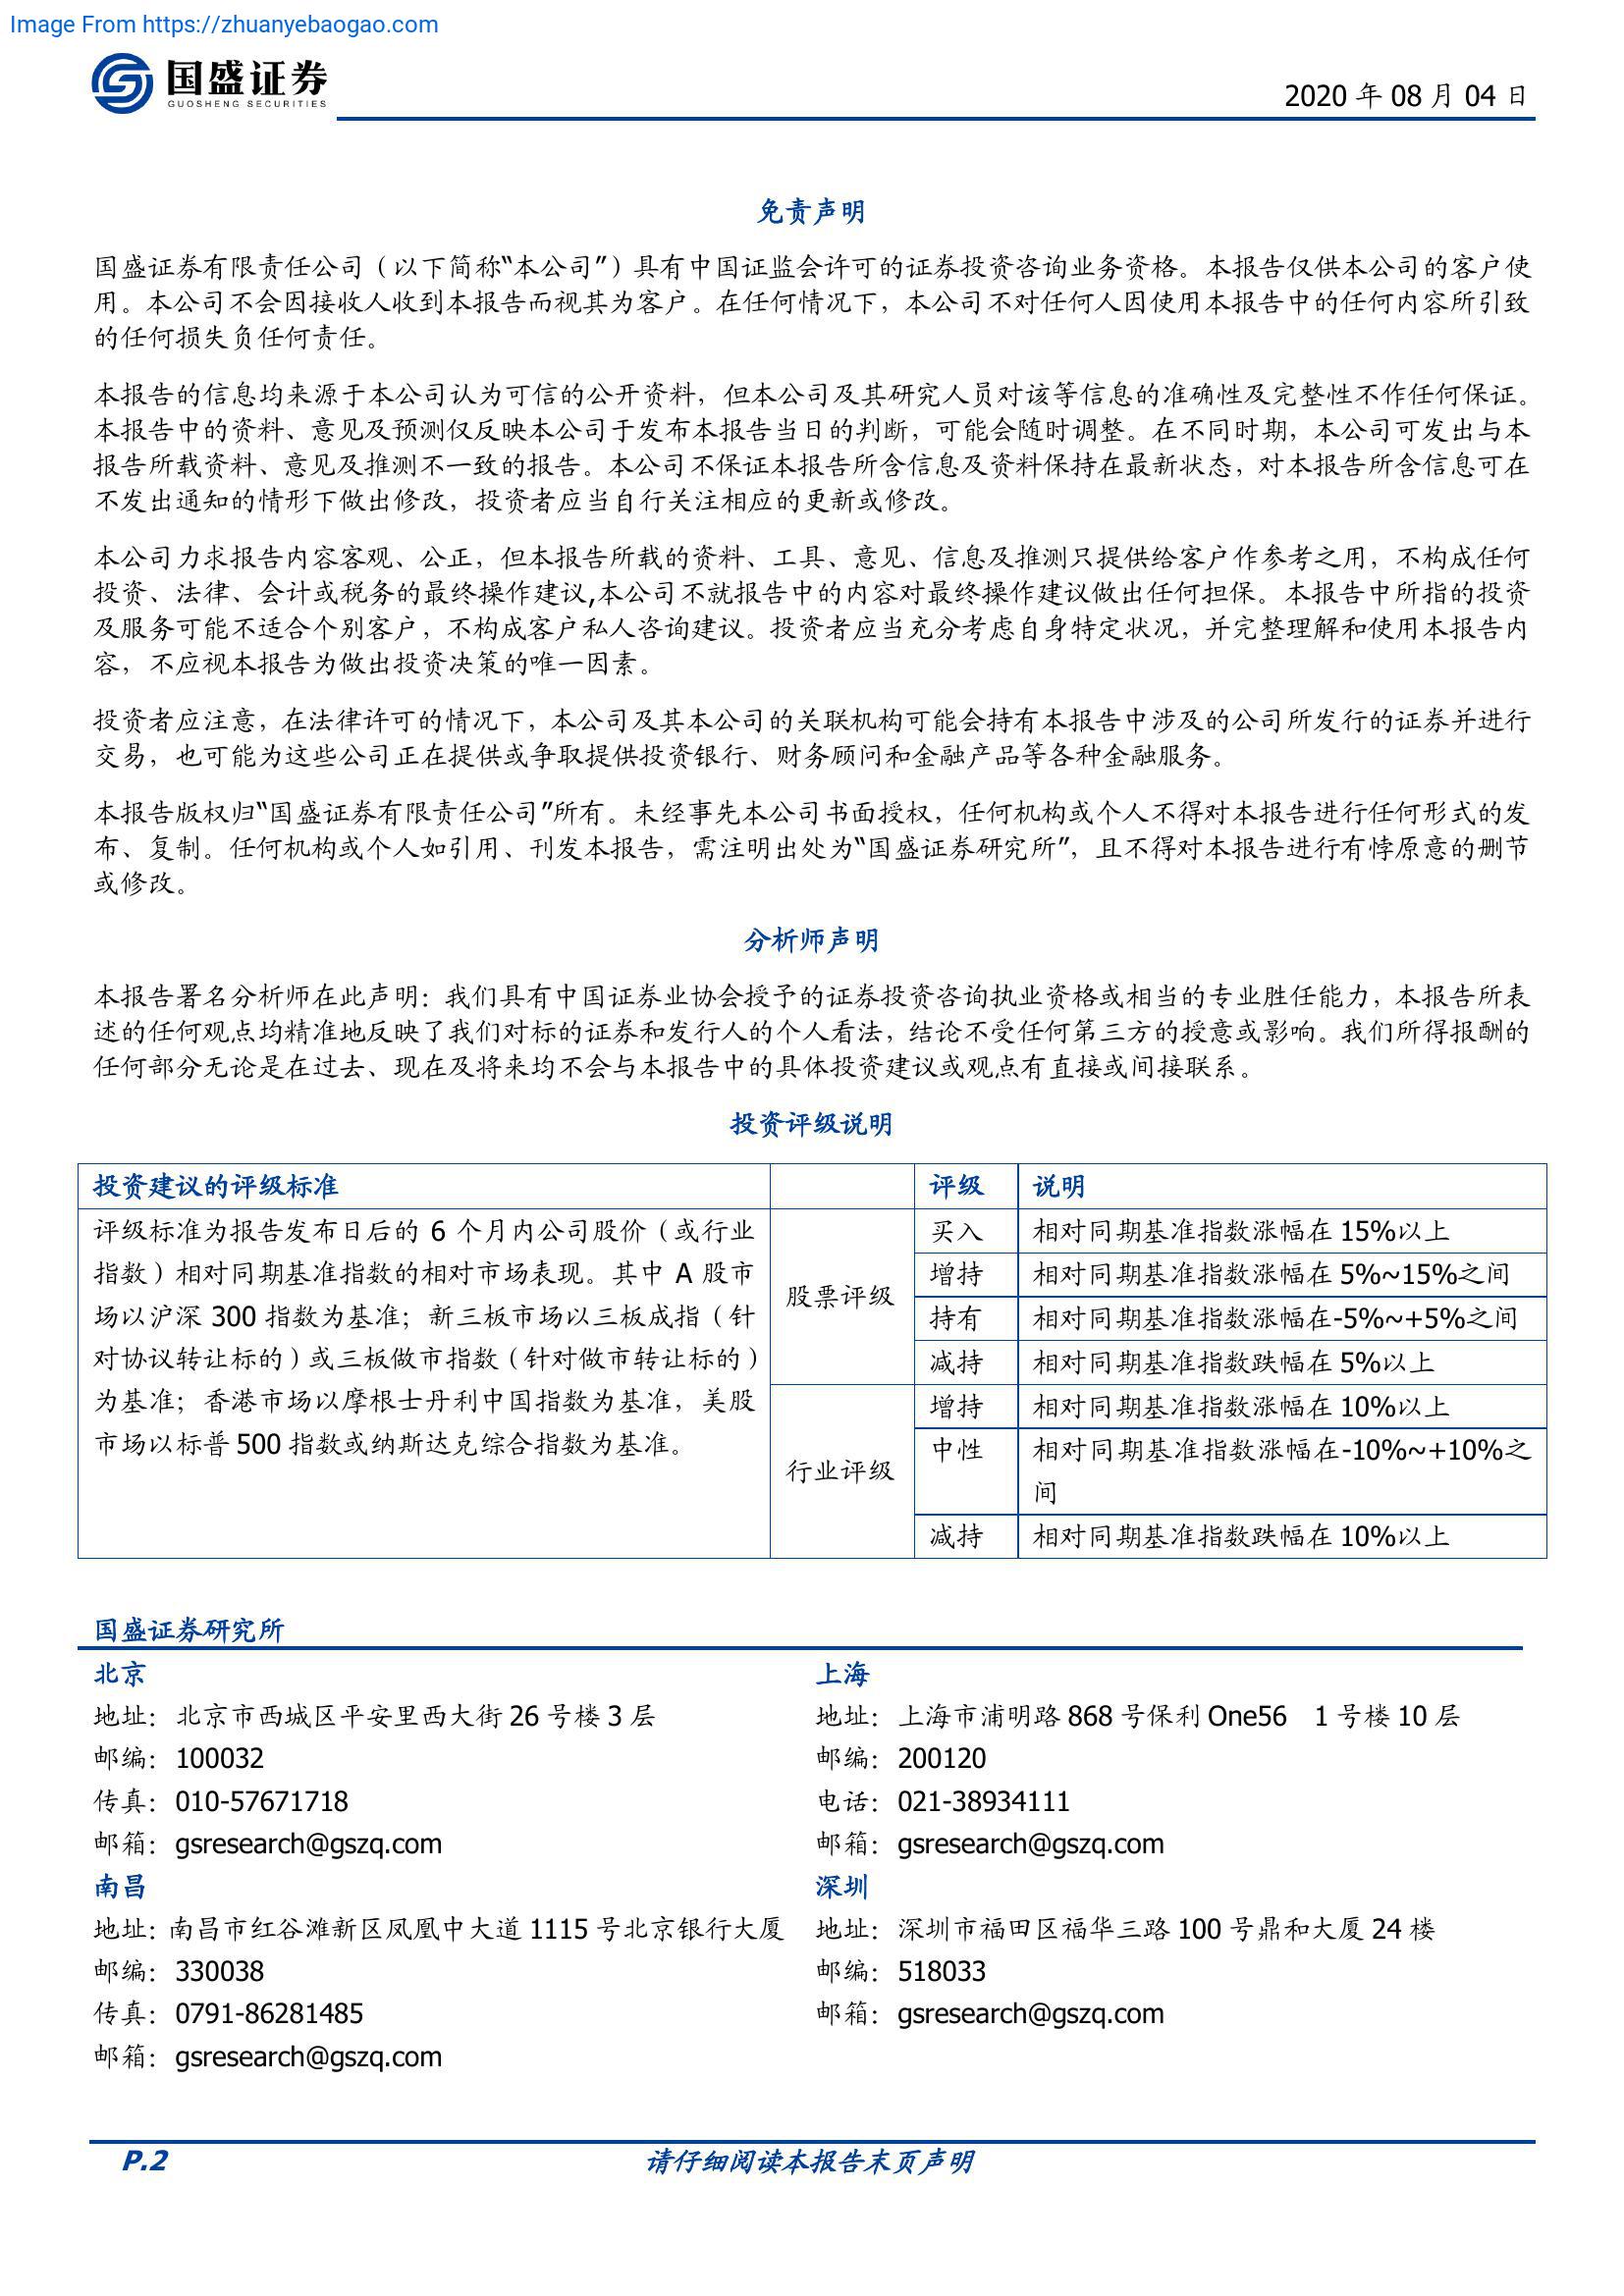 Image From https://zhuanyebaogao.com
国盛证券
GUOSHENG SECURITIES
2020 年 08 月 04 日
免责声明
国盛证券有限责任公司（以下简称“本公司”）具有中国证监会许可的证券投资咨询业务资格。本报告仅供本公司的客户使
用。本公司不会因接收人收到本报告而视其为客户。在任何情况下，本公司不对任何人因使用本报告中的任何内容所引致
的任何损失负任何责任。
本报告的信息均来源于本公司认为可信的公开资料，但本公司及其研究人员对该等信息的准确性及完整性不作任何保证。
本报告中的资料、意见及预测仅反映本公司于发布本报告当日的判断，可能会随时调整。在不同时期，本公司可发出与本
报告所载资料、意见及推测不一致的报告。本公司不保证本报告所含信息及资料保持在最新状态，对本报告所含信息可在
不发出通知的情形下做出修改，投资者应当自行关注相应的更新或修改。
本公司力求报告内容客观、公正，但本报告所载的资料、工具、意见、信息及推测只提供给客户作参考之用，不构成任何
投资、法律、会计或税务的最终操作建议,本公司不就报告中的内容对最终操作建议做出任何担保。本报告中所指的投资
及服务可能不适合个别客户，不构成客户私人咨询建议。投资者应当充分考虑自身特定状况，并完整理解和使用本报告内
容，不应视本报告为做出投资决策的唯一因素。
投资者应注意，在法律许可的情况下，本公司及其本公司的关联机构可能会持有本报告中涉及的公司所发行的证券并进行
交易，也可能为这些公司正在提供或争取提供投资银行、财务顾问和金融产品等各种金融服务。
本报告版权归“国盛证券有限责任公司”所有。未经事先本公司书面授权，任何机构或个人不得对本报告进行任何形式的发
布、复制。任何机构或个人如引用、刊发本报告，需注明出处为“国盛证券研究所”，且不得对本报告进行有悖原意的删节
或修改。
分析师声明
本报告署名分析师在此声明：我们具有中国证券业协会授予的证券投资咨询执业资格或相当的专业胜任能力，本报告所表
述的任何观点均精准地反映了我们对标的证券和发行人的个人看法，结论不受任何第三方的授意或影响。我们所得报酬的
任何部分无论是在过去、现在及将来均不会与本报告中的具体投资建议或观点有直接或间接联系。
投资评级说明
投资建议的评级标准 评级 说明
评级标准为报告发布日后的 6 个月内公司股价（或行业
指数）相对同期基准指数的相对市场表现。其中 A 股市
场以沪深 300 指数为基准；新三板市场以三板成指（针
对协议转让标的）或三板做市指数（针对做市转让标的）
为基准；香港市场以摩根士丹利中国指数为基准，美股
市场以标普 500 指数或纳斯达克综合指数为基准。
股票评级
买入 相对同期基准指数涨幅在 15%以上
增持 相对同期基准指数涨幅在 5%~15%之间
持有 相对同期基准指数涨幅在-5%~+5%之间
减持 相对同期基准指数跌幅在 5%以上
行业评级
增持 相对同期基准指数涨幅在 10%以上
中性 相对同期基准指数涨幅在-10%~+10%之
间
减持 相对同期基准指数跌幅在 10%以上
国盛证券研究所
北京
地址：北京市西城区平安里西大街 26 号楼 3 层
邮编：100032
传真：010-57671718
邮箱：gsresearch@gszq.com
上海
地址：上海市浦明路 868 号保利 One56 1 号楼 10 层
邮编：200120
电话：021-38934111
邮箱：gsresearch@gszq.com
南昌
地址：南昌市红谷滩新区凤凰中大道 1115 号北京银行大厦
邮编：330038
传真：0791-86281485
邮箱：gsresearch@gszq.com
深圳
地址：深圳市福田区福华三路 100 号鼎和大厦 24 楼
邮编：518033
邮箱：gsresearch@gszq.com
P.2
请仔细阅读本报告末页声明